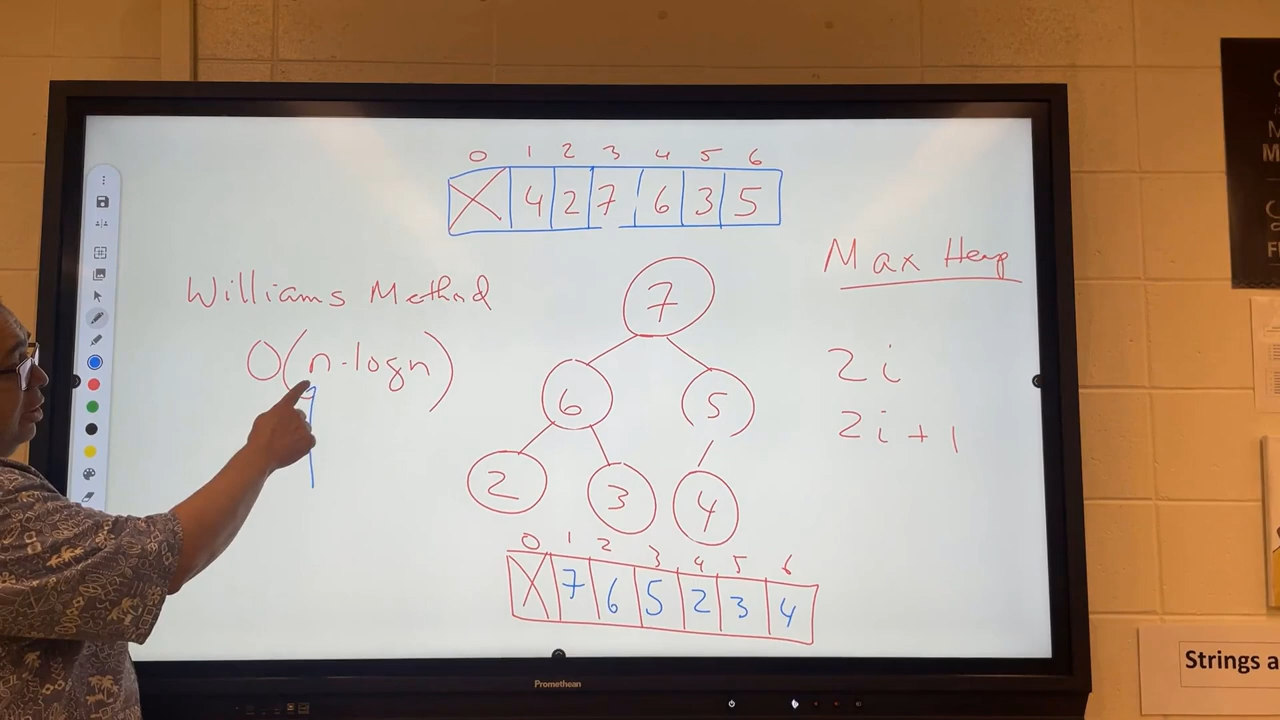 0 1 2 3 4 5 6
X 4 2 7 6 3 5
Max Heap
Williams Method
O(n·logn)
7
6 5
2 3 4
2i
2i+1
0 1 2 3 4 5 6
X 7 6 5 2 3 4
Promethean
Strings a